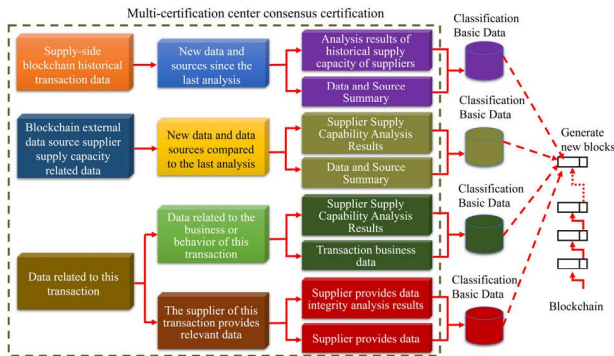 Multi-certification center consensus certification
Supply-side
blockchain historical
transaction data
New data and
sources since the
last analysis
Analysis results of
historical supply
capacity of suppliers
Data and Source
Summary
Classification
Basic Data
Blockchain external
data source supplier
supply capacity
related data
New data and data
sources compared to
the last analysis
Supplier Supply
Capability Analysis
Results
Data and Source
Summary
Classification
Basic Data
Generate
new blocks
Data related to this
transaction
Data related to the
business or
behavior of this
transaction
Supplier Supply
Capability Analysis
Results
Transaction business
data
Classification
Basic Data
The supplier of this
transaction provides
relevant data
Supplier provides data
integrity analysis results
Supplier provides data
Classification
Basic Data
Blockchain